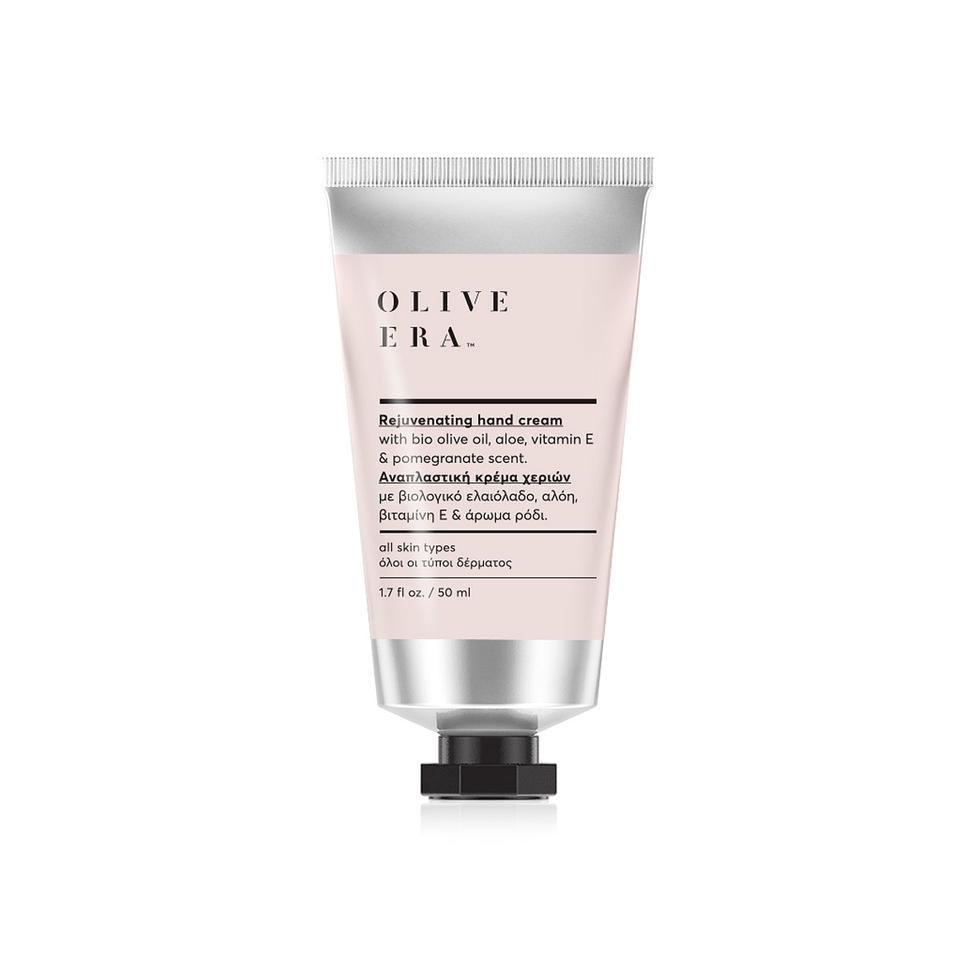 OLIVE
ERA™
Rejuvenating hand cream
with bio olive oil, aloe, vitamin E
& pomegranate scent.
Αναπλαστική κρέμα χεριών
με βιολογικό ελαιόλαδο, αλόη,
βιταμίνη Ε & άρωμα ρόδι.
all skin types
όλοι οι τύποι δέρματος
1.7 fl oz. / 50 ml